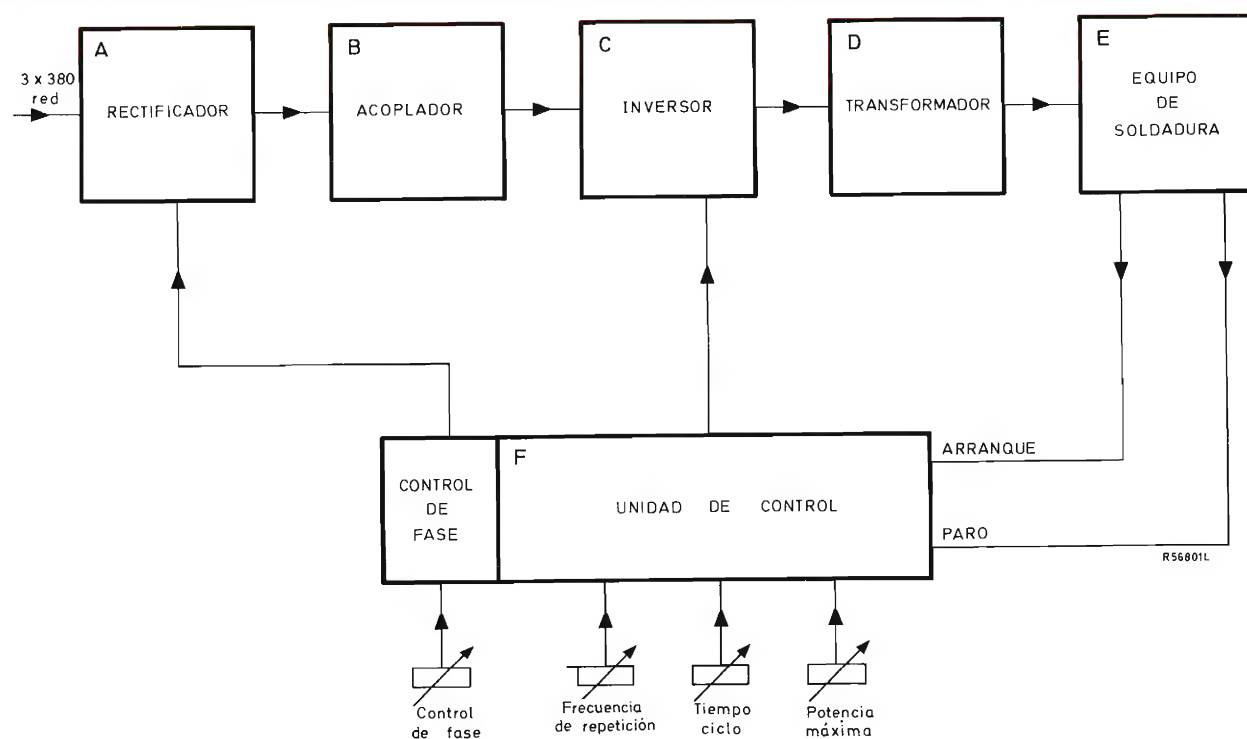 A
RECTIFICADOR
B
ACOPLADOR
C
INVERSOR
D
TRANSFORMADOR
E
EQUIPO
DE
SOLDADURA
3 x 380
red
CONTROL
DE
FASE
F
UNIDAD DE CONTROL
ARRANQUE
PARO
R56801L
Control
de fase
Frecuencia
de repetición
Tiempo
ciclo
Potencia
máxima